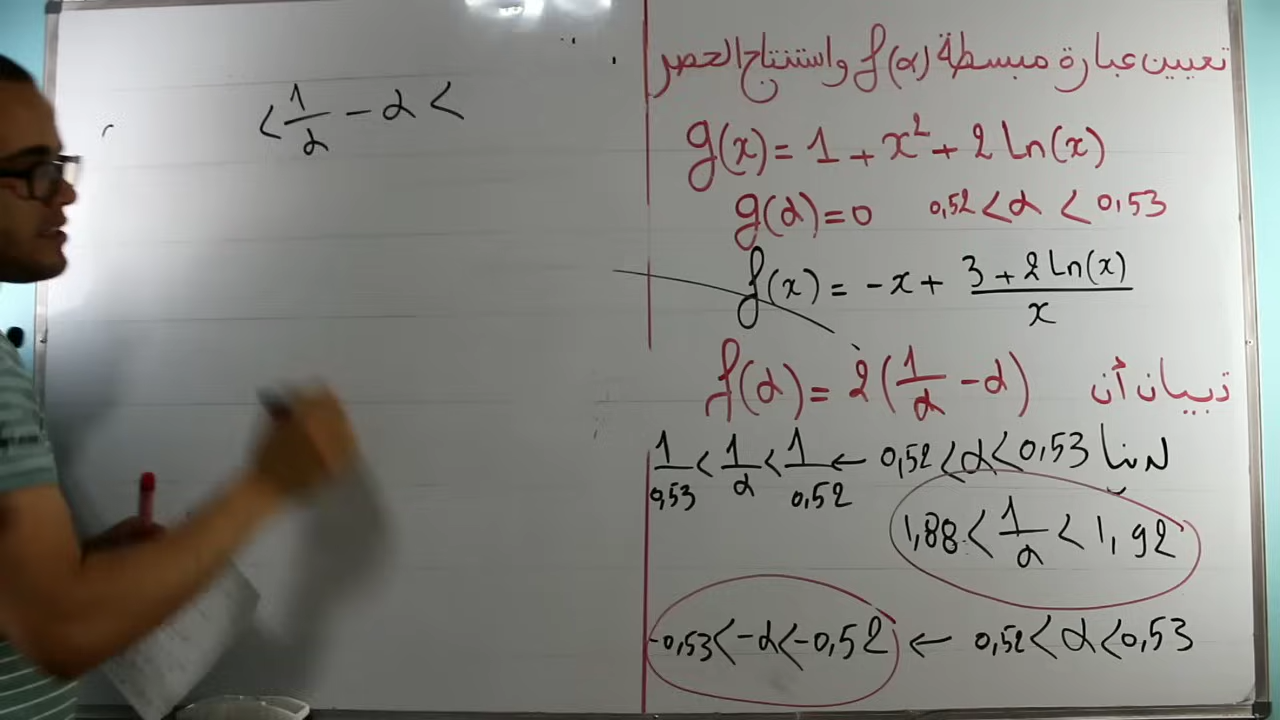 تعيين عبارة مبسطة f(α) واستنتاج الحصر
g(x) = 1 + x² + 2 Ln(x)
g(α) = 0 0,52 < α < 0,53
f(x) = -x + (3 + 2 Ln(x))/x
تبيان أن f(α) = 2(1/α - α)
لدينا 0,52 < α < 0,53 ← 1/0,53 < 1/α < 1/0,52
1,88 < 1/α < 1,92
0,52 < α < 0,53 ← -0,53 < -α < -0,52
< 1/α - α <